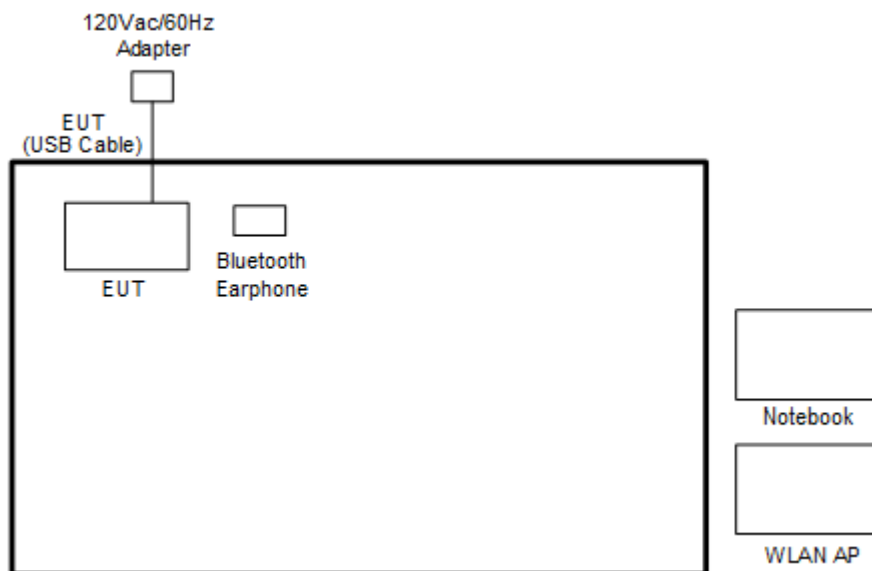 120Vac/60Hz
Adapter
EUT
(USB Cable)
EUT
Bluetooth
Earphone
Notebook
WLAN AP